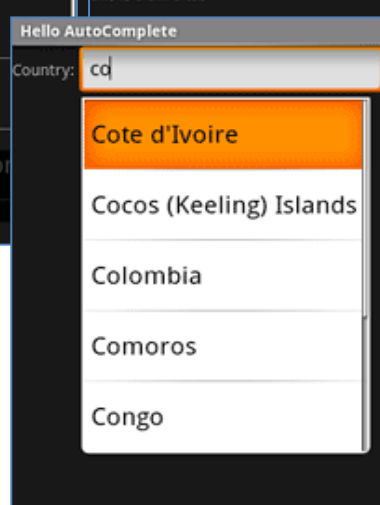 Hello AutoComplete
Country: co
Cote d'Ivoire
Cocos (Keeling) Islands
Colombia
Comoros
Congo